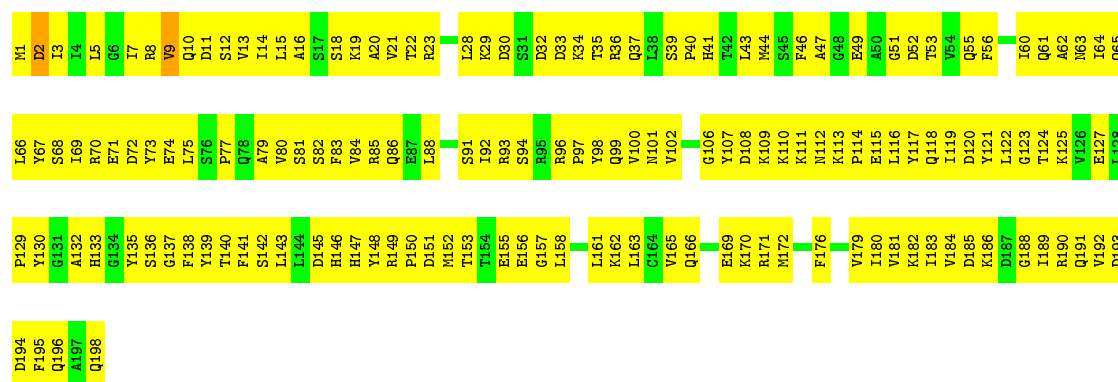 M1 D2 I3 I4 L5 G6 I7 R8 V9 Q10 D11 S12 V13 I14 L15 A16 S17 S18 K19 A20 V21 T22 R23 L28 K29 D30 S31 D32 D33 K34 T35 R36 Q37 L38 S39 P40 H41 T42 L43 M44 S45 F46 A47 G48 E49 A50 G51 D52 T53 V54 Q55 F56 I60 Q61 A62 N63 I64 Q65
L66 Y67 S68 I69 R70 E71 D72 Y73 E74 L75 S76 P77 Q78 A79 V80 S81 S82 F83 V84 R85 Q86 E87 L88 S91 I92 R93 S94 R95 R96 P97 Y98 Q99 V100 N101 V102 G106 Y107 D108 K109 K110 K111 N112 K113 P114 E115 L116 Y117 Q118 I119 D120 Y121 L122 G123 T124 K125 V126 E127 L128
P129 Y130 G131 A132 H133 G134 Y135 S136 G137 F138 Y139 T140 F141 S142 L143 L144 D145 H146 H147 Y148 R149 P150 D151 M152 T153 T154 E155 E156 G157 L158 L161 K162 L163 C164 V165 Q166 E169 K170 R171 M172 F176 V179 I180 V181 K182 I183 V184 D185 K186 D187 G188 I189 R190 Q191 V192 D193
D194 F195 Q196 A197 Q198